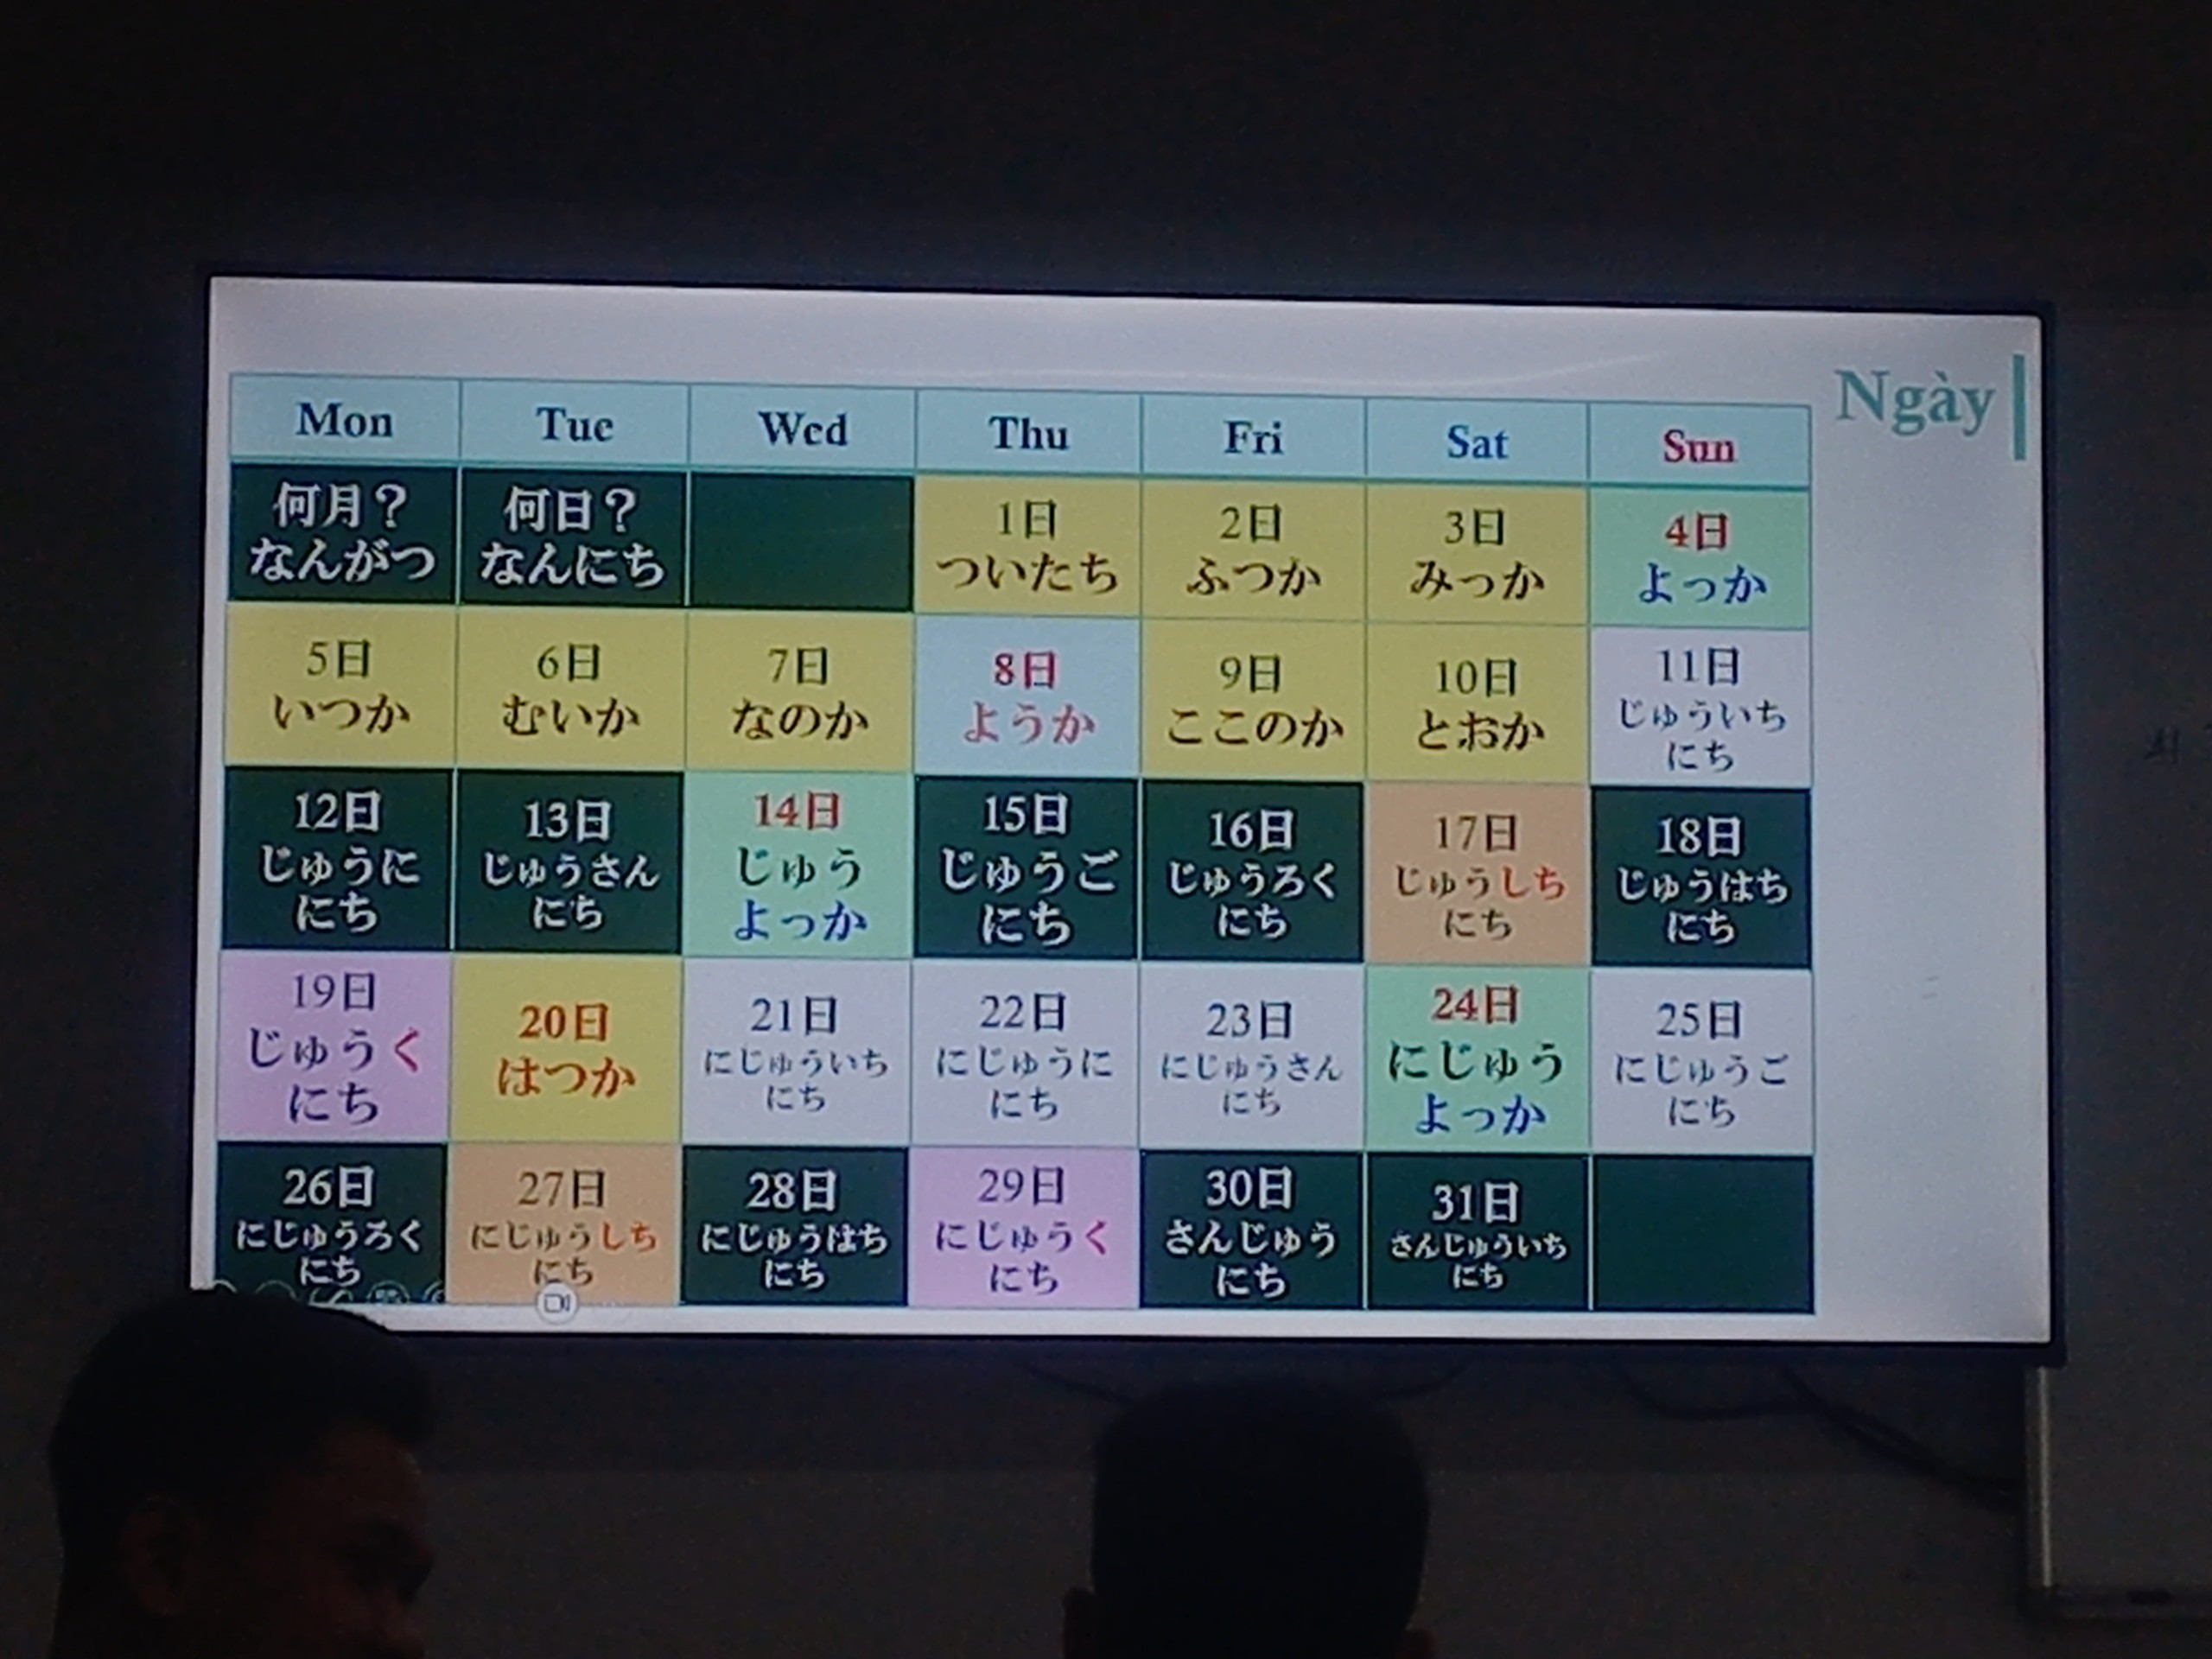 Ngày
Mon Tue Wed Thu Fri Sat Sun
何月？
なんがつ
何日？
なんにち
1日
ついたち
2日
ふつか
3日
みっか
4日
よっか
5日
いつか
6日
むいか
7日
なのか
8日
ようか
9日
ここのか
10日
とおか
11日
じゅういち
にち
12日
じゅうに
にち
13日
じゅうさん
にち
14日
じゅう
よっか
15日
じゅうご
にち
16日
じゅうろく
にち
17日
じゅうしち
にち
18日
じゅうはち
にち
19日
じゅうく
にち
20日
はつか
21日
にじゅういち
にち
22日
にじゅうに
にち
23日
にじゅうさん
にち
24日
にじゅう
よっか
25日
にじゅうご
にち
26日
にじゅうろく
にち
27日
にじゅうしち
にち
28日
にじゅうはち
にち
29日
にじゅうく
にち
30日
さんじゅう
にち
31日
さんじゅういち
にち